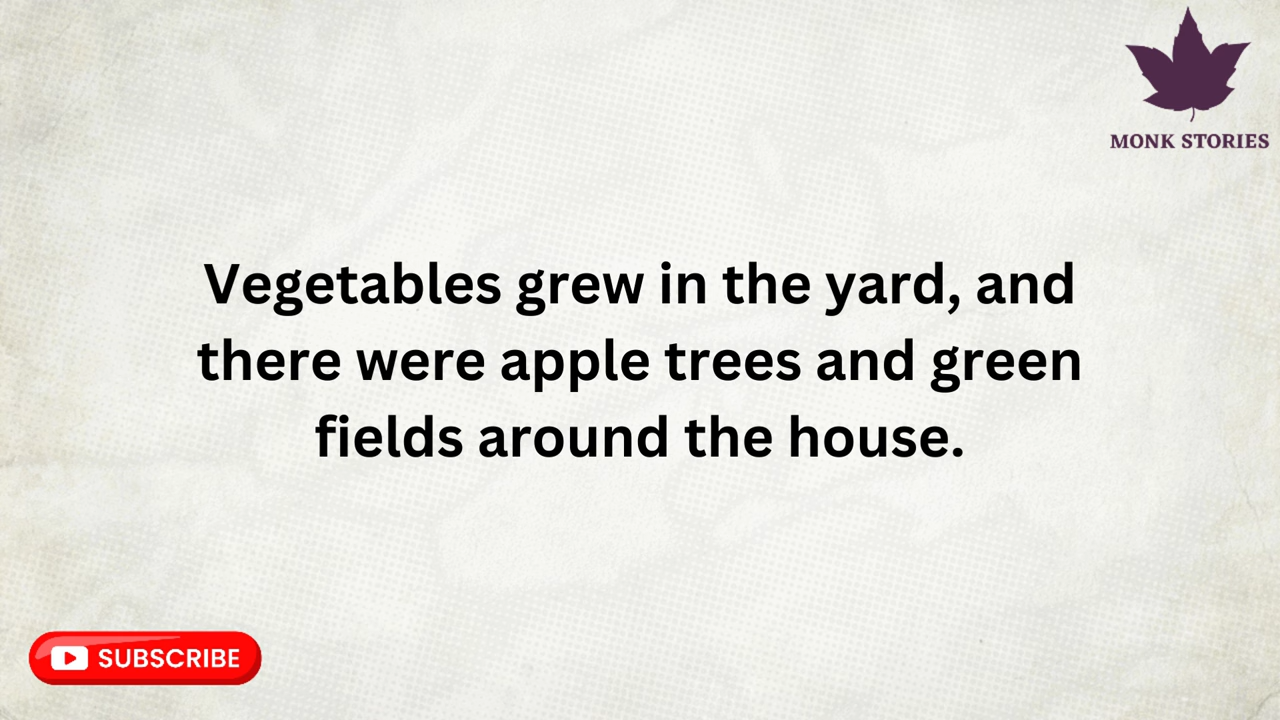 MONK STORIES
Vegetables grew in the yard, and
there were apple trees and green
fields around the house.
SUBSCRIBE